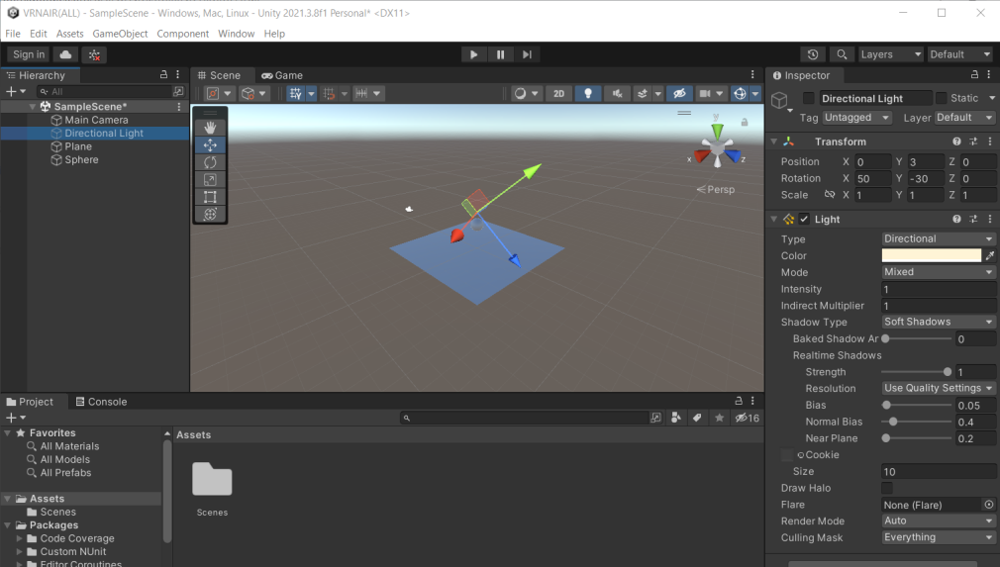 VRNAIR(ALL) - SampleScene - Windows, Mac, Linux - Unity 2021.3.8f1 Personal* <DX11>
File Edit Assets GameObject Component Window Help
Sign in Layers Default
Hierarchy
All
SampleScene*
Main Camera
Directional Light
Plane
Sphere
Scene Game
2D
y
x z
Persp
Inspector
Directional Light Static
Tag Untagged Layer Default
Transform
Position X 0 Y 3 Z 0
Rotation X 50 Y -30 Z 0
Scale X 1 Y 1 Z 1
Light
Type Directional
Color
Mode Mixed
Intensity 1
Indirect Multiplier 1
Shadow Type Soft Shadows
Baked Shadow Ar 0
Realtime Shadows
Strength 1
Resolution Use Quality Settings
Bias 0.05
Normal Bias 0.4
Near Plane 0.2
Cookie
Size 10
Draw Halo
Flare None (Flare)
Render Mode Auto
Culling Mask Everything
Project Console
16
Favorites
All Materials
All Models
All Prefabs
Assets
Scenes
Packages
Code Coverage
Custom NUnit
Editor Coroutines
Assets
Scenes